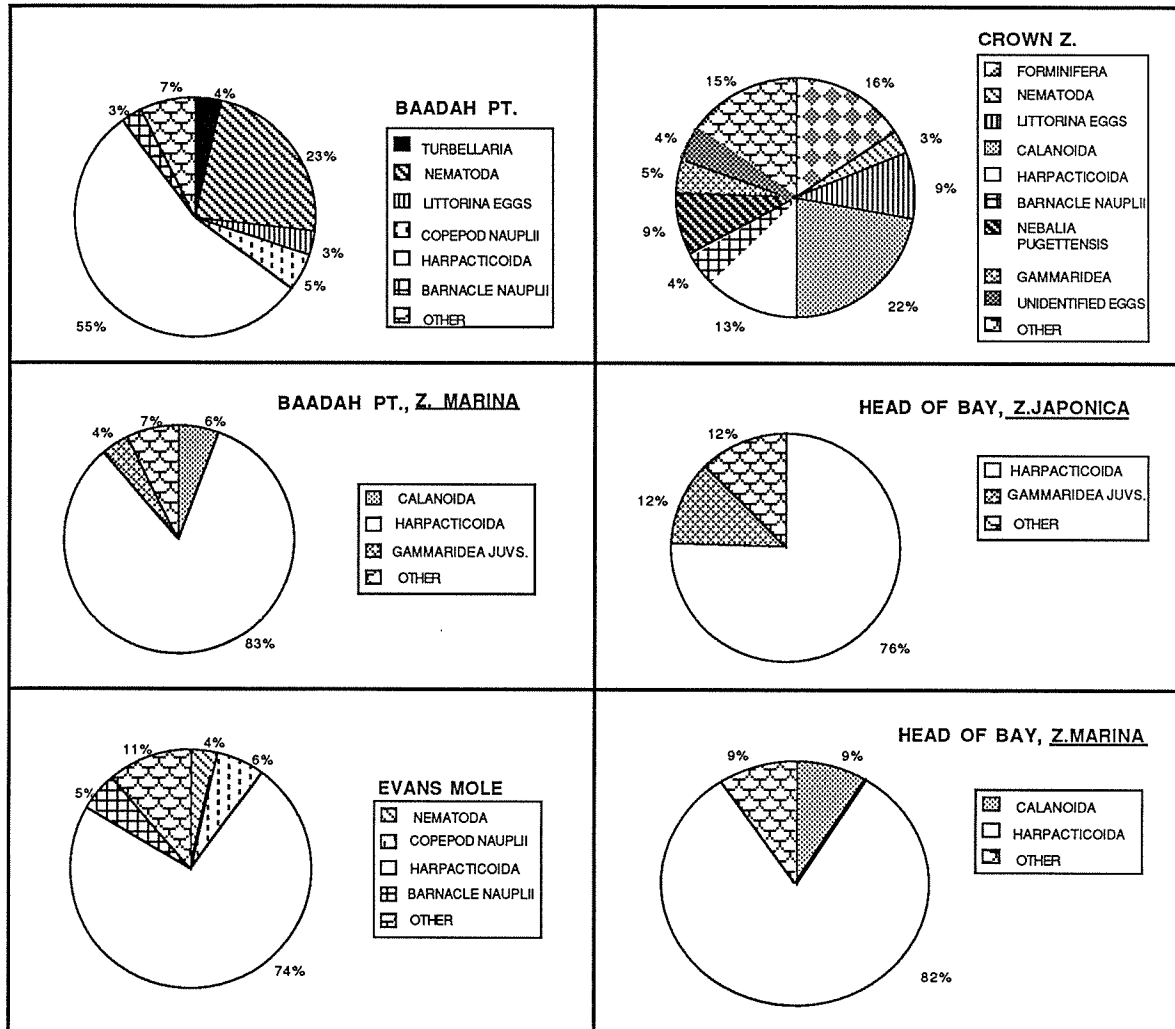 BAADAH PT.
7%
4%
3%
23%
3%
5%
55%
TURBELLARIA
NEMATODA
LITTORINA EGGS
COPEPOD NAUPLII
HARPACTICOIDA
BARNACLE NAUPLII
OTHER
CROWN Z.
15%
16%
4%
3%
5%
9%
9%
4%
22%
13%
FORMINIFERA
NEMATODA
LITTORINA EGGS
CALANOIDA
HARPACTICOIDA
BARNACLE NAUPLII
NEBALIA
PUGETTENSIS
GAMMARIDEA
UNIDENTIFIED EGGS
OTHER
BAADAH PT., Z. MARINA
7%
6%
4%
83%
CALANOIDA
HARPACTICOIDA
GAMMARIDEA JUVS.
OTHER
HEAD OF BAY, Z.JAPONICA
12%
12%
76%
HARPACTICOIDA
GAMMARIDEA JUVS.
OTHER
EVANS MOLE
11%
4%
6%
5%
74%
NEMATODA
COPEPOD NAUPLII
HARPACTICOIDA
BARNACLE NAUPLII
OTHER
HEAD OF BAY, Z.MARINA
9%
9%
82%
CALANOIDA
HARPACTICOIDA
OTHER